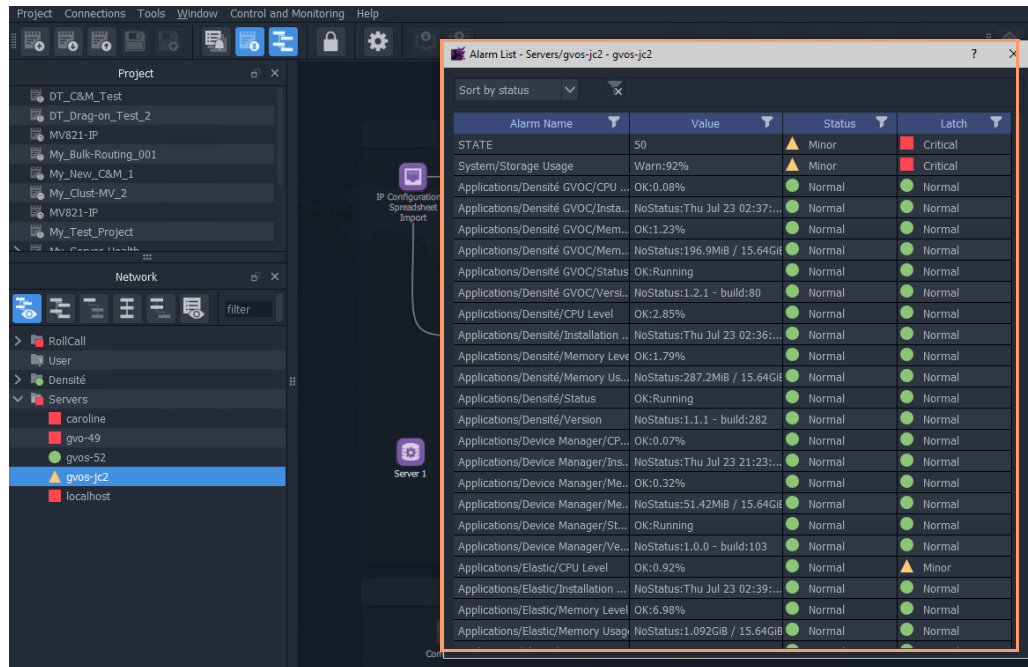 Project Connections Tools Window Control and Monitoring Help
Project
DT_C&M_Test
DT_Drag-on_Test_2
MV821-IP
My_Bulk-Routing_001
My_New_C&M_1
My_Clust-MV_2
MV821-IP
My_Test_Project
My_Server_Health
Network
filter
RollCall
User
Densité
Servers
caroline
gvo-49
gvos-52
gvos-jc2
localhost
IP Configuration
Spreadsheet
Import
Server 1
Alarm List - Servers/gvos-jc2 - gvos-jc2 ?
Sort by status
Alarm Name Value Status Latch
STATE 50 Minor Critical
System/Storage Usage Warn:92% Minor Critical
Applications/Densité GVOC/CPU ... OK:0.08% Normal Normal
Applications/Densité GVOC/Insta... NoStatus:Thu Jul 23 02:37:... Normal Normal
Applications/Densité GVOC/Mem... OK:1.23% Normal Normal
Applications/Densité GVOC/Mem... NoStatus:196.9MiB / 15.64GiB Normal Normal
Applications/Densité GVOC/Status OK:Running Normal Normal
Applications/Densité GVOC/Versi... NoStatus:1.2.1 - build:80 Normal Normal
Applications/Densité/CPU Level OK:2.85% Normal Normal
Applications/Densité/Installation ... NoStatus:Thu Jul 23 02:36:... Normal Normal
Applications/Densité/Memory Leve OK:1.79% Normal Normal
Applications/Densité/Memory Us... NoStatus:287.2MiB / 15.64GiB Normal Normal
Applications/Densité/Status OK:Running Normal Normal
Applications/Densité/Version NoStatus:1.1.1 - build:282 Normal Normal
Applications/Device Manager/CP... OK:0.07% Normal Normal
Applications/Device Manager/Ins... NoStatus:Thu Jul 23 21:23:... Normal Normal
Applications/Device Manager/Me... OK:0.32% Normal Normal
Applications/Device Manager/Me... NoStatus:51.42MiB / 15.64GiB Normal Normal
Applications/Device Manager/St... OK:Running Normal Normal
Applications/Device Manager/Ve... NoStatus:1.0.0 - build:103 Normal Normal
Applications/Elastic/CPU Level OK:0.92% Normal Minor
Applications/Elastic/Installation ... NoStatus:Thu Jul 23 02:39:... Normal Normal
Applications/Elastic/Memory Level OK:6.98% Normal Normal
Applications/Elastic/Memory Usag NoStatus:1.092GiB / 15.64GiB Normal Normal